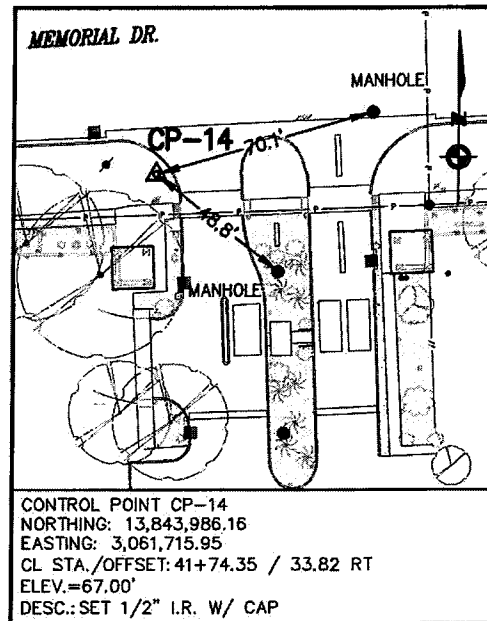 MEMORIAL DR.
MANHOLE
CP-14
70.1'
48.8'
MANHOLE
CONTROL POINT CP-14
NORTHING: 13,843,986.16
EASTING: 3,061,715.95
CL STA./OFFSET: 41+74.35 / 33.82 RT
ELEV.=67.00'
DESC.: SET 1/2" I.R. W/ CAP